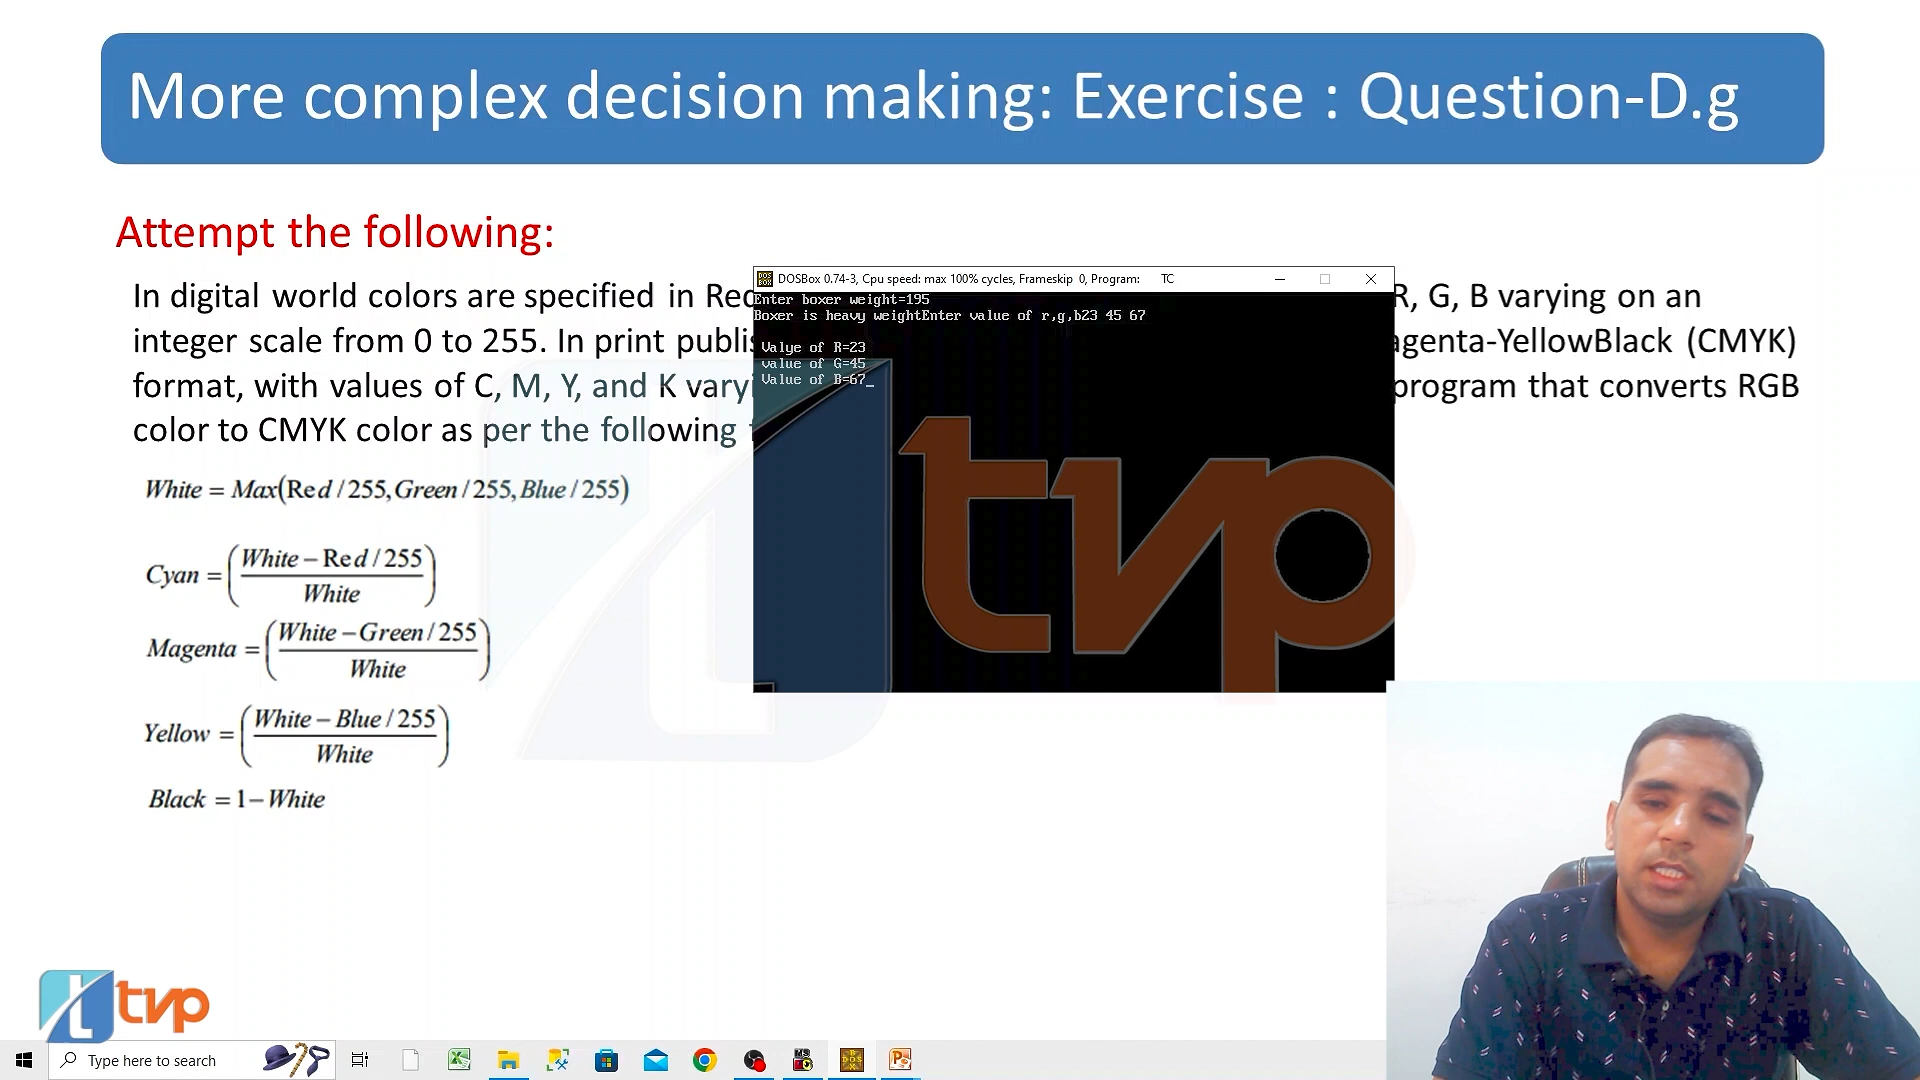 More complex decision making: Exercise : Question-D.g
Attempt the following:
In digital world colors are specified in Red R, G, B varying on an
integer scale from 0 to 255. In print publis agenta-YellowBlack (CMYK)
format, with values of C, M, Y, and K varyi program that converts RGB
color to CMYK color as per the following
White = Max(Red / 255, Green / 255, Blue / 255)
Cyan = (White – Red / 255 / White)
Magenta = (White – Green / 255 / White)
Yellow = (White – Blue / 255 / White)
Black = 1 – White
DOSBox 0.74-3, Cpu speed: max 100% cycles, Frameskip 0, Program: TC
Enter boxer weight=195
Boxer is heavy weightEnter value of r,g,b23 45 67
Valye of R=23
value of G=45
Value of B=67_
tvp
tvp
Type here to search